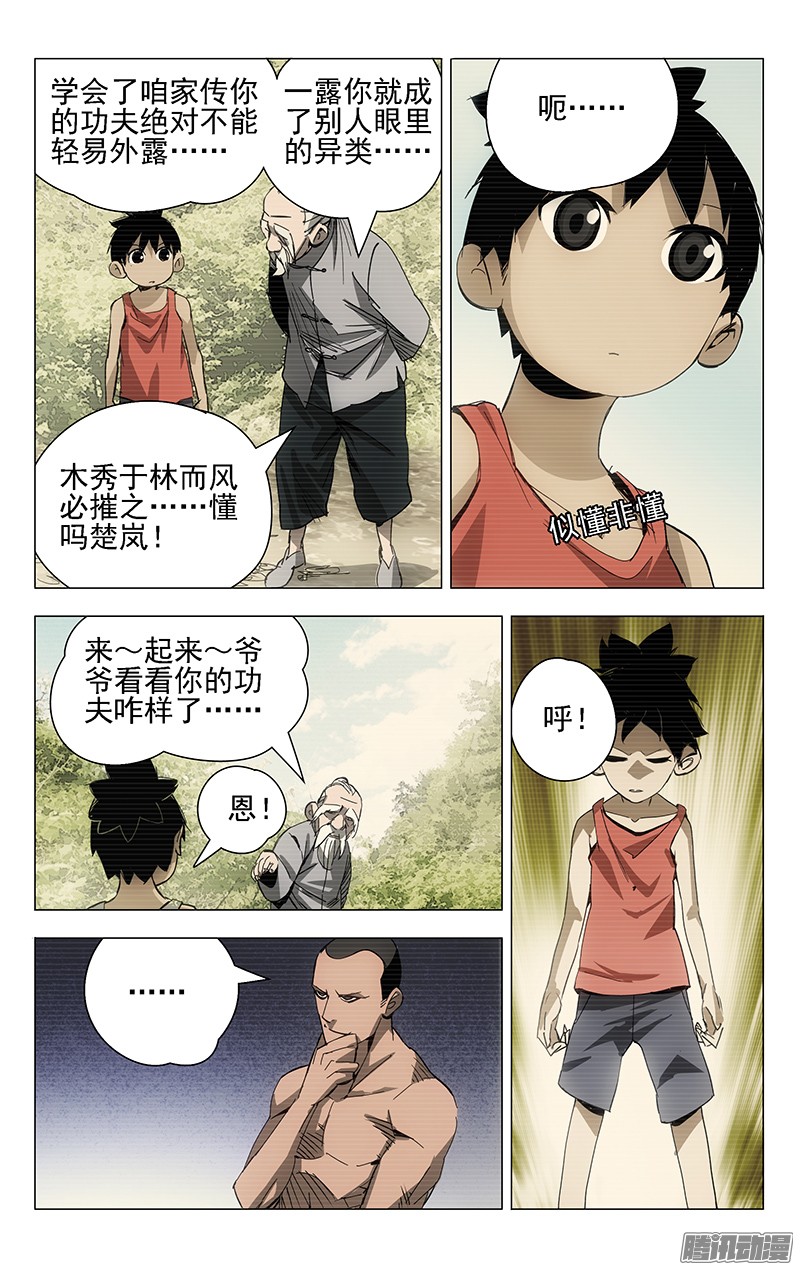 学会了咱家传你
的功夫绝对不能
轻易外露……
一露你就成
了别人眼里
的异类……
木秀于林而风
必摧之……懂
吗楚岚！
呃……
似懂非懂
来～起来～爷
爷看看你的功
夫咋样了……
恩！
呼！
……
腾讯动漫